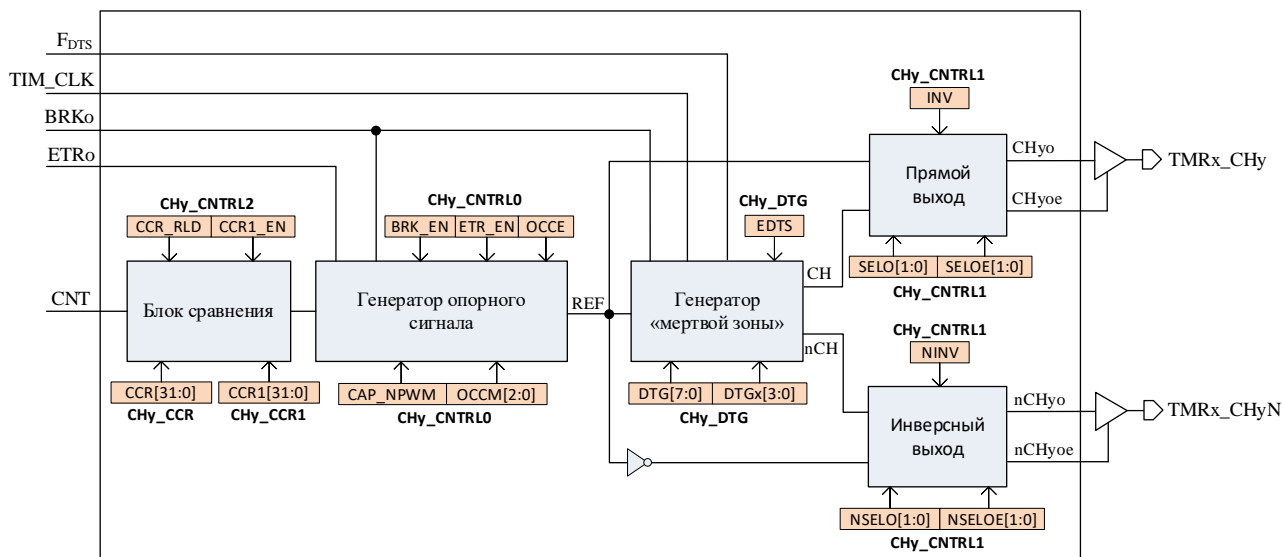 F_DTS
TIM_CLK
BRKo
ETRo
CNT
CHy_CNTRL2
CCR_RLD CCR1_EN
Блок сравнения
CCR[31:0] CCR1[31:0]
CHy_CCR CHy_CCR1
CHy_CNTRL0
BRK_EN ETR_EN OCCE
Генератор опорного
сигнала
CAP_NPWM OCCM[2:0]
CHy_CNTRL0
REF
CHy_DTG
EDTS
Генератор
«мертвой зоны»
DTG[7:0] DTGx[3:0]
CHy_DTG
CH
nCH
CHy_CNTRL1
INV
Прямой
выход
SELO[1:0] SELOE[1:0]
CHy_CNTRL1
CHyo
CHyoe
TMRx_CHy
CHy_CNTRL1
NINV
Инверсный
выход
NSELO[1:0] NSELOE[1:0]
CHy_CNTRL1
nCHyo
nCHyoe
TMRx_CHyN